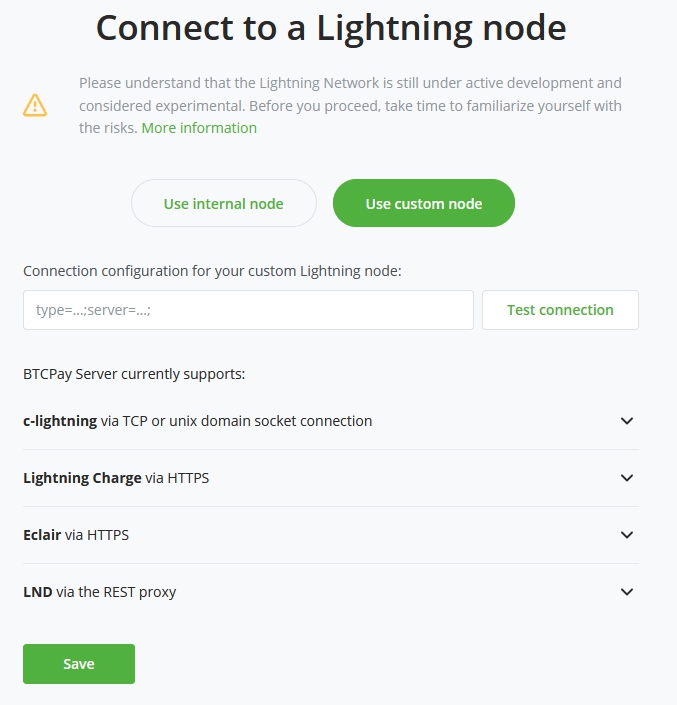 Connect to a Lightning node
Please understand that the Lightning Network is still under active development and
considered experimental. Before you proceed, take time to familiarize yourself with
the risks. More information
Use internal node
Use custom node
Connection configuration for your custom Lightning node:
type=...;server=...;
Test connection
BTCPay Server currently supports:
c-lightning via TCP or unix domain socket connection
Lightning Charge via HTTPS
Eclair via HTTPS
LND via the REST proxy
Save